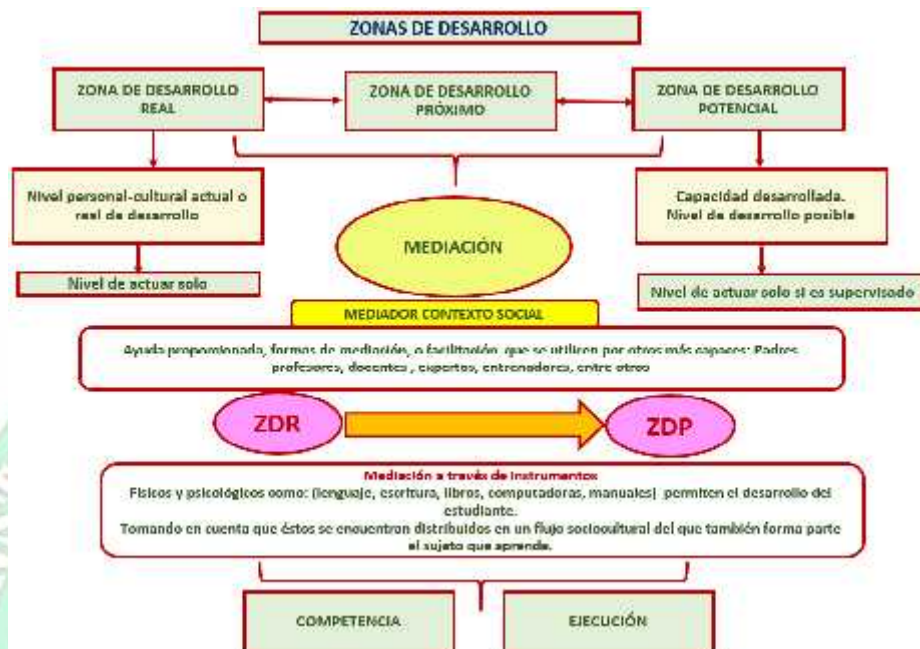 ZONAS DE DESARROLLO
ZONA DE DESARROLLO
REAL
ZONA DE DESARROLLO
PRÓXIMO
ZONA DE DESARROLLO
POTENCIAL
Nivel personal-cultural actual o
real de desarrollo
Capacidad desarrollada.
Nivel de desarrollo posible
MEDIACIÓN
Nivel de actuar solo
Nivel de actuar solo si es supervisado
MEDIADOR CONTEXTO SOCIAL
Ayuda proporcionada, formas de mediación, o facilitación que se utilicen por otros más capaces: Padres
profesores, docentes , expertos, entrenadores, entre otros
ZDR
ZDP
Mediación a través de Instrumentos
Físicos y psicológicos como: (lenguaje, escritura, libros, computadoras, manuales) permiten el desarrollo del
estudiante.
Tomando en cuenta que éstos se encuentran distribuidos en un flujo sociocultural del que también forma parte
el sujeto que aprende.
COMPETENCIA
EJECUCIÓN